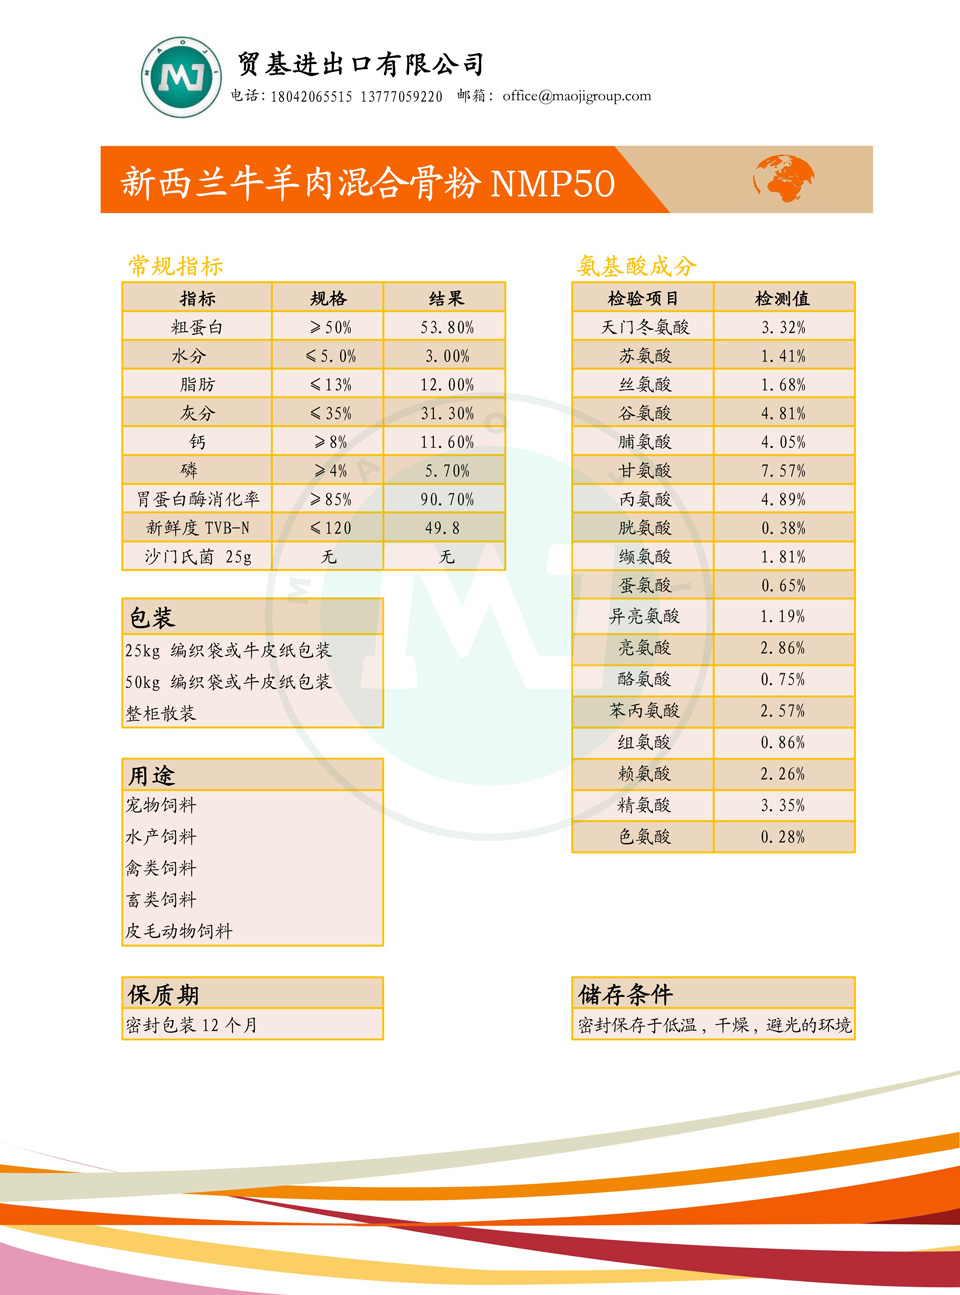 MAOJI
MJ
贸基进出口有限公司
电话：18042065515 13777059220 邮箱：office@maojigroup.com
新西兰牛羊肉混合骨粉 NMP50
常规指标
指标 规格 结果
粗蛋白 ≥50% 53.80%
水分 ≤5.0% 3.00%
脂肪 ≤13% 12.00%
灰分 ≤35% 31.30%
钙 ≥8% 11.60%
磷 ≥4% 5.70%
胃蛋白酶消化率 ≥85% 90.70%
新鲜度 TVB-N ≤120 49.8
沙门氏菌 25g 无 无
包装
25kg 编织袋或牛皮纸包装
50kg 编织袋或牛皮纸包装
整柜散装
用途
宠物饲料
水产饲料
禽类饲料
畜类饲料
皮毛动物饲料
保质期
密封包装 12 个月
氨基酸成分
检验项目 检测值
天门冬氨酸 3.32%
苏氨酸 1.41%
丝氨酸 1.68%
谷氨酸 4.81%
脯氨酸 4.05%
甘氨酸 7.57%
丙氨酸 4.89%
胱氨酸 0.38%
缬氨酸 1.81%
蛋氨酸 0.65%
异亮氨酸 1.19%
亮氨酸 2.86%
酪氨酸 0.75%
苯丙氨酸 2.57%
组氨酸 0.86%
赖氨酸 2.26%
精氨酸 3.35%
色氨酸 0.28%
储存条件
密封保存于低温，干燥，避光的环境
MAOJI
MJ